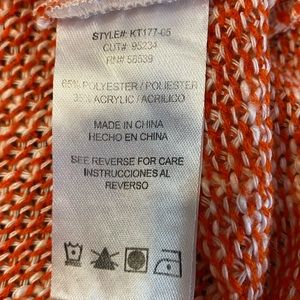 STYLE#: KT177-05
CUT#: 95234
RN#: 56539
65% POLYESTER / POLIESTER
35% ACRYLIC / ACRILICO
MADE IN CHINA
HECHO EN CHINA
SEE REVERSE FOR CARE
INSTRUCCIONES AL
REVERSO